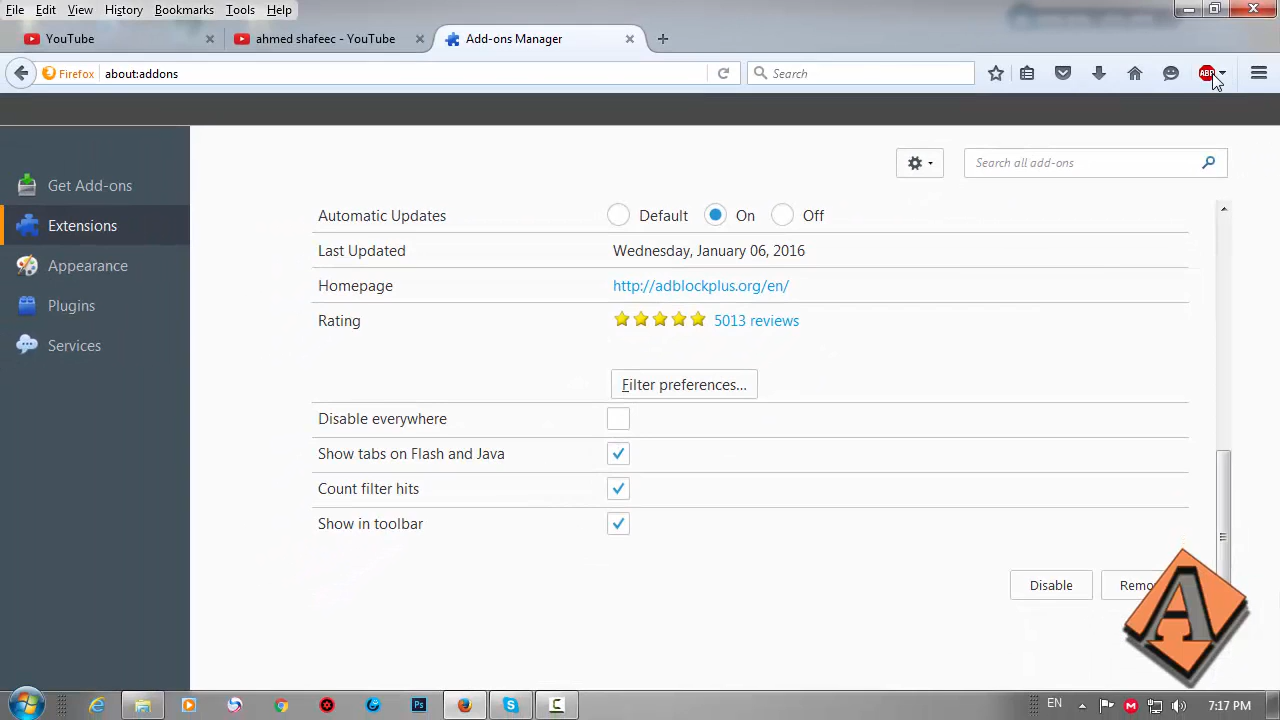 File Edit View History Bookmarks Tools Help
YouTube
ahmed shafeec - YouTube
Add-ons Manager
Firefox about:addons
Search
ABP
Get Add-ons
Extensions
Appearance
Plugins
Services
Search all add-ons
Automatic Updates Default On Off
Last Updated Wednesday, January 06, 2016
Homepage http://adblockplus.org/en/
Rating 5013 reviews
Filter preferences...
Disable everywhere
Show tabs on Flash and Java
Count filter hits
Show in toolbar
Disable Remo
A
Ps
EN
7:17 PM